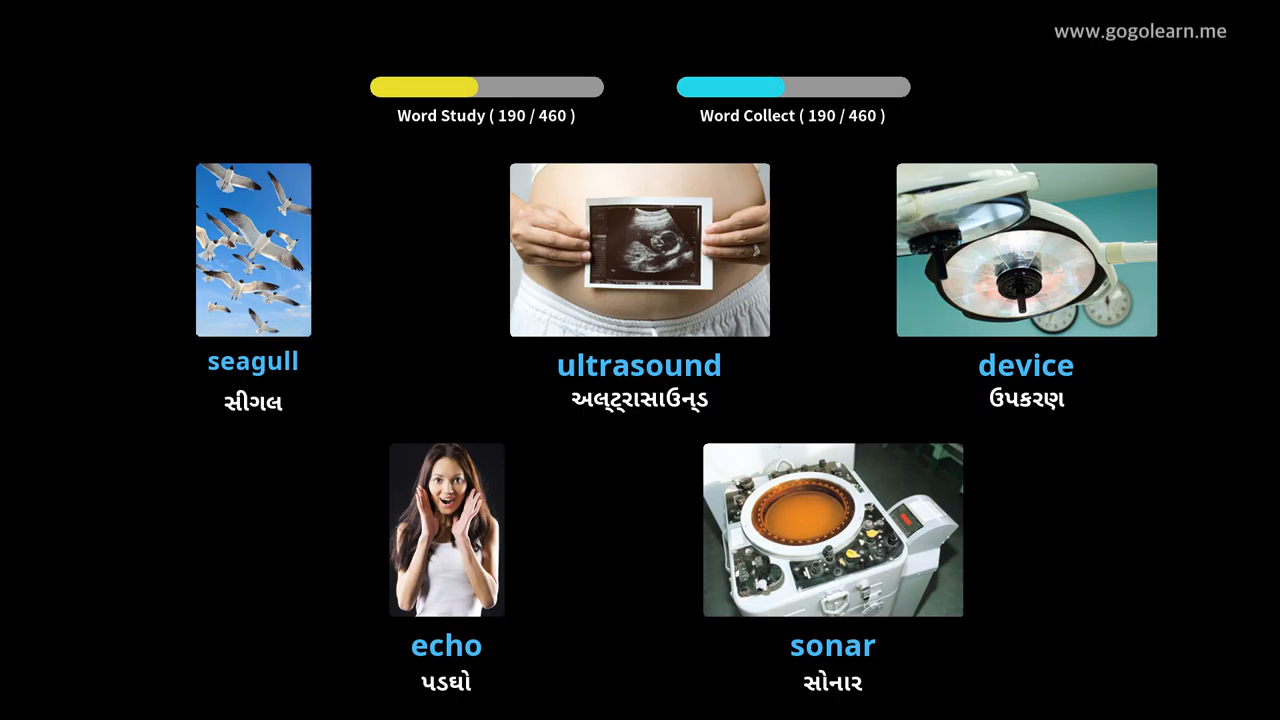 www.gogolearn.me
Word Study ( 190 / 460 )
Word Collect ( 190 / 460 )
seagull
સીગલ
ultrasound
અલ્ટ્રાસાઉન્ડ
device
ઉપકરણ
echo
પડઘો
sonar
સોનાર